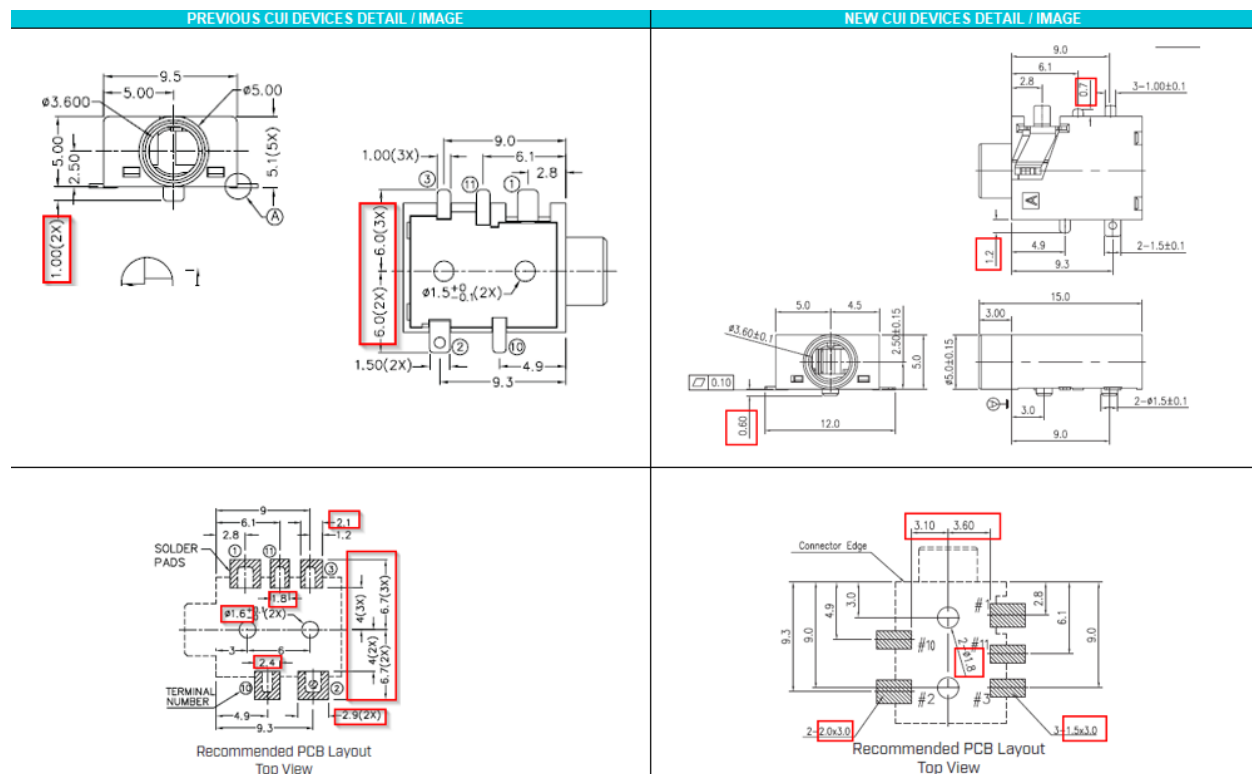 PREVIOUS CUI DEVICES DETAIL / IMAGE
NEW CUI DEVICES DETAIL / IMAGE
9.5
5.00
ø3.600
ø5.00
5.00
2.50
5.1(5X)
1.00(2X)
A
9.0
1.00(3X)
6.1
2.8
3
11
1
6.0(3X)
6.0(2X)
ø1.5+0 -0.1(2X)
2
10
1.50(2X)
4.9
9.3
9.0
6.1
2.8
0.7
3-1.00±0.1
A
1.2
4.9
9.3
2-1.5±0.1
5.0
4.5
ø3.60±0.1
2.50±0.15
5.0
0.10
0.60
12.0
15.0
3.00
ø5.0±0.15
A
3.0
2-ø1.5±0.1
9.0
9
6.1
2.1
2.8
1.2
SOLDER
PADS
1
11
3
1.8
(2X)
4(3X)
6.7(3X)
3
6
4(2X)
6.7(2X)
2.4
TERMINAL
NUMBER
10
2
2.9(2X)
4.9
9.3
Recommended PCB Layout
Top View
3.10
3.60
Connector Edge
9.3
9.0
4.9
3.0
2.8
6.1
9.0
#10
#11
2-ø1.8
#2
#3
2-2.0x3.0
3-1.5x3.0
Recommended PCB Layout
Top View